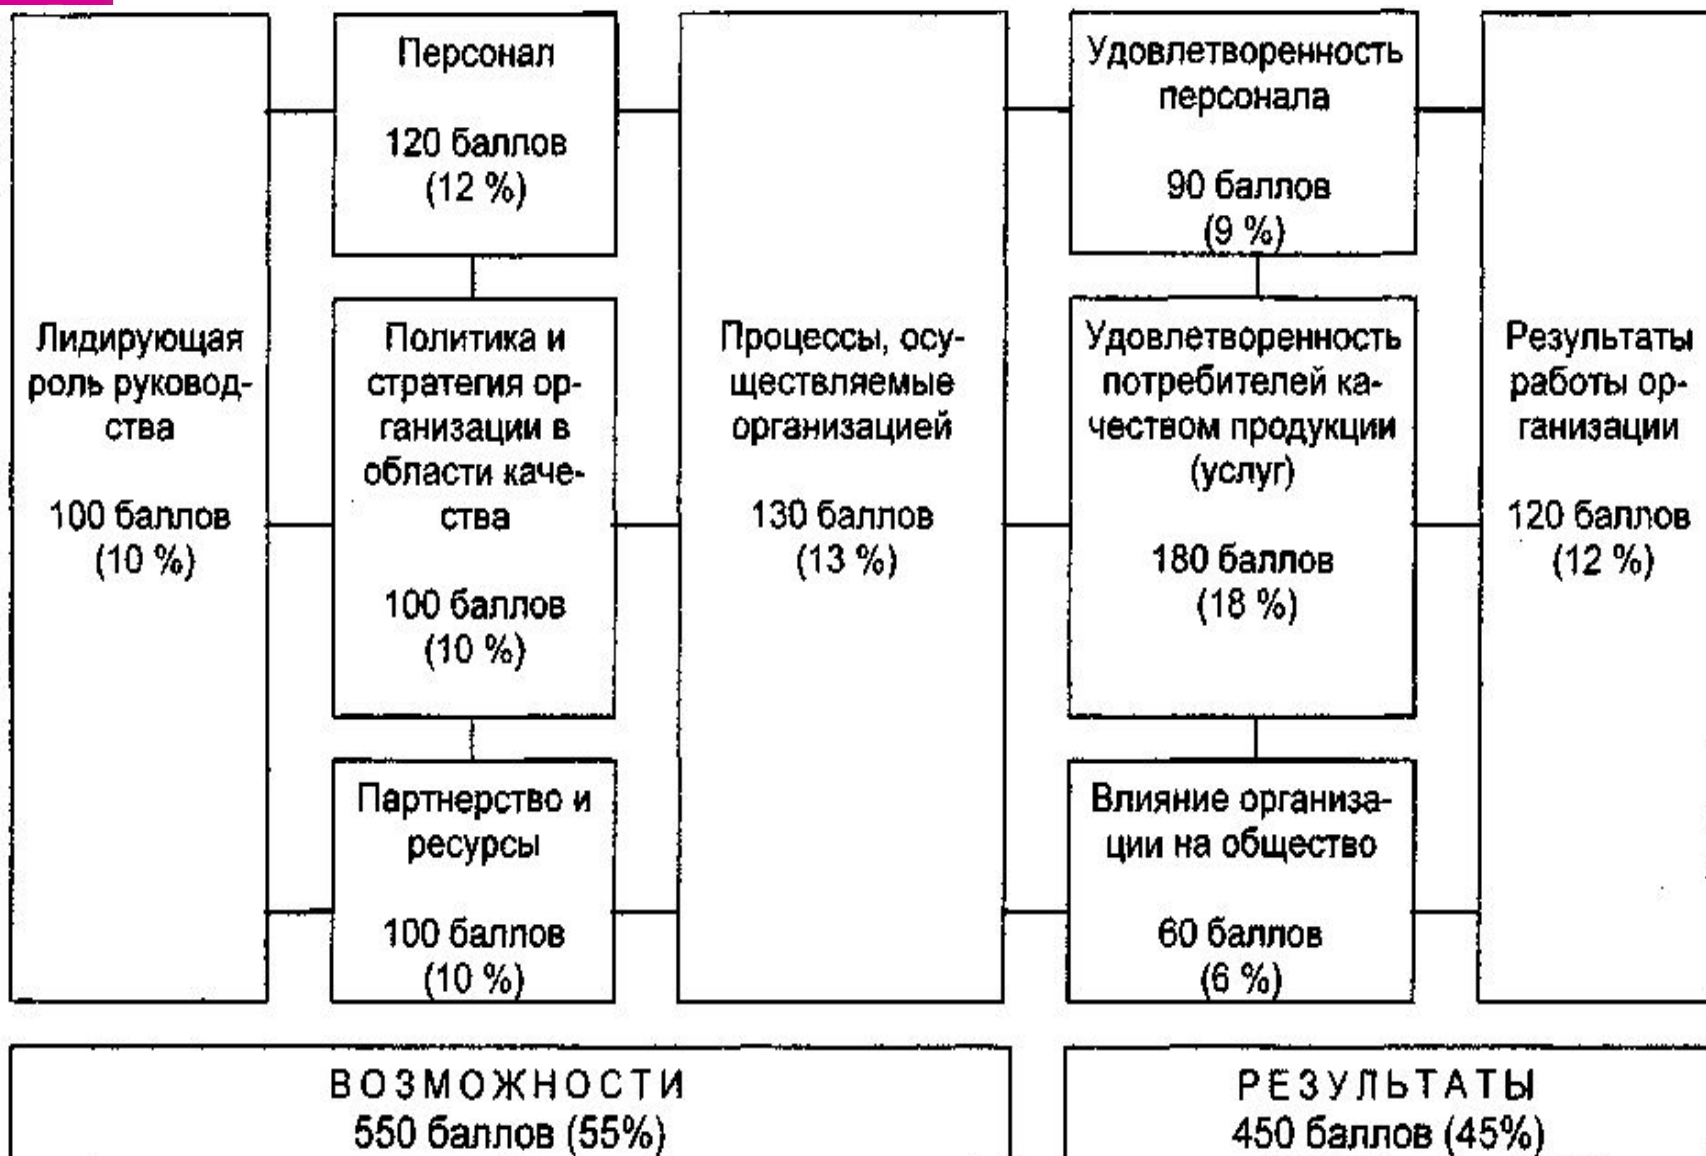 Персонал
120 баллов
(12 %)
Удовлетворенность
персонала
90 баллов
(9 %)
Лидирующая
роль руковод-
ства
100 баллов
(10 %)
Политика и
стратегия ор-
ганизации в
области каче-
ства
100 баллов
(10 %)
Процессы, осу-
ществляемые
организацией
130 баллов
(13 %)
Удовлетворенность
потребителей ка-
чеством продукции
(услуг)
180 баллов
(18 %)
Результаты
работы ор-
ганизации
120 баллов
(12 %)
Партнерство и
ресурсы
100 баллов
(10 %)
Влияние организа-
ции на общество
60 баллов
(6 %)
ВОЗМОЖНОСТИ
550 баллов (55%)
РЕЗУЛЬТАТЫ
450 баллов (45%)